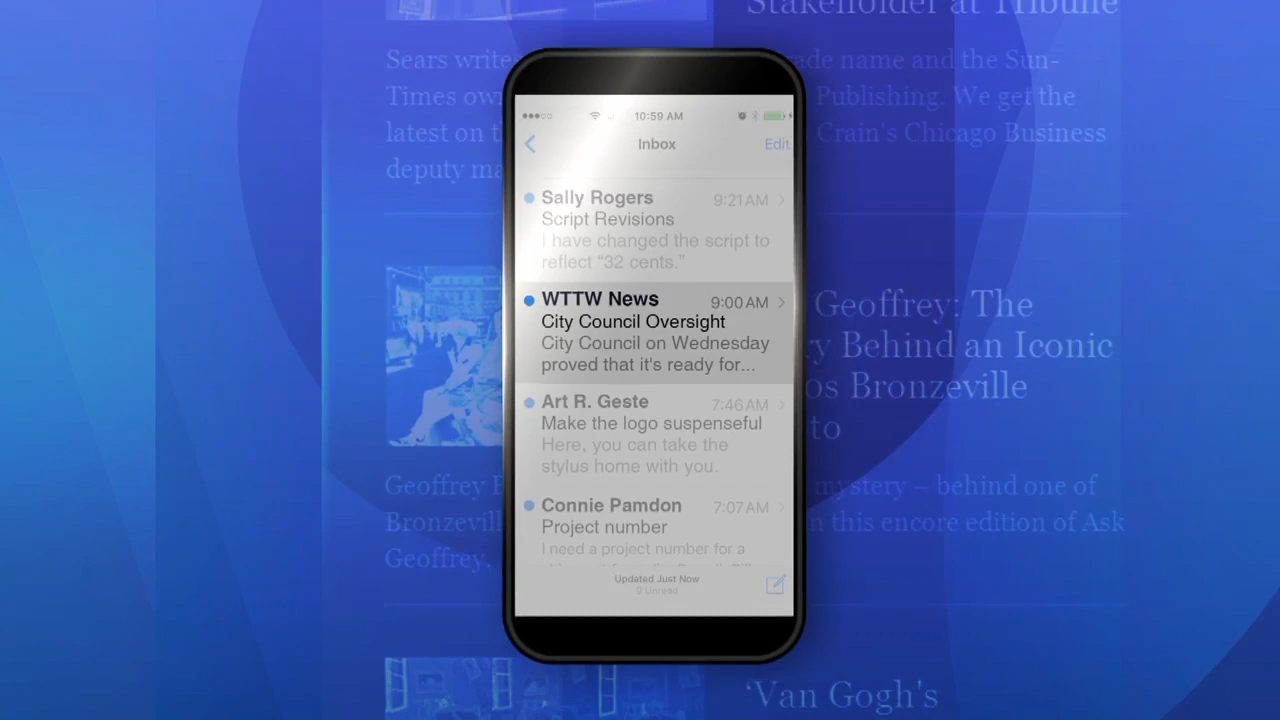 Stakeholder at Tribune
Sears writes
ade name and the Sun-
Times own
Publishing. We get the
latest on t
Crain's Chicago Business
deputy ma
10:59 AM
Inbox
Edit
Sally Rogers 9:21 AM
Script Revisions
I have changed the script to
reflect “32 cents.”
WTTW News 9:00 AM
City Council Oversight
City Council on Wednesday
proved that it's ready for...
Art R. Geste 7:46 AM
Make the logo suspenseful
Here, you can take the
stylus home with you.
Connie Pamdon 7:07 AM
Project number
I need a project number for a
Updated Just Now
9 Unread
Geoffrey: The
y Behind an Iconic
os Bronzeville
to
Geoffrey B
mystery – behind one of
Bronzeville
n this encore edition of Ask
Geoffrey.
‘Van Gogh's